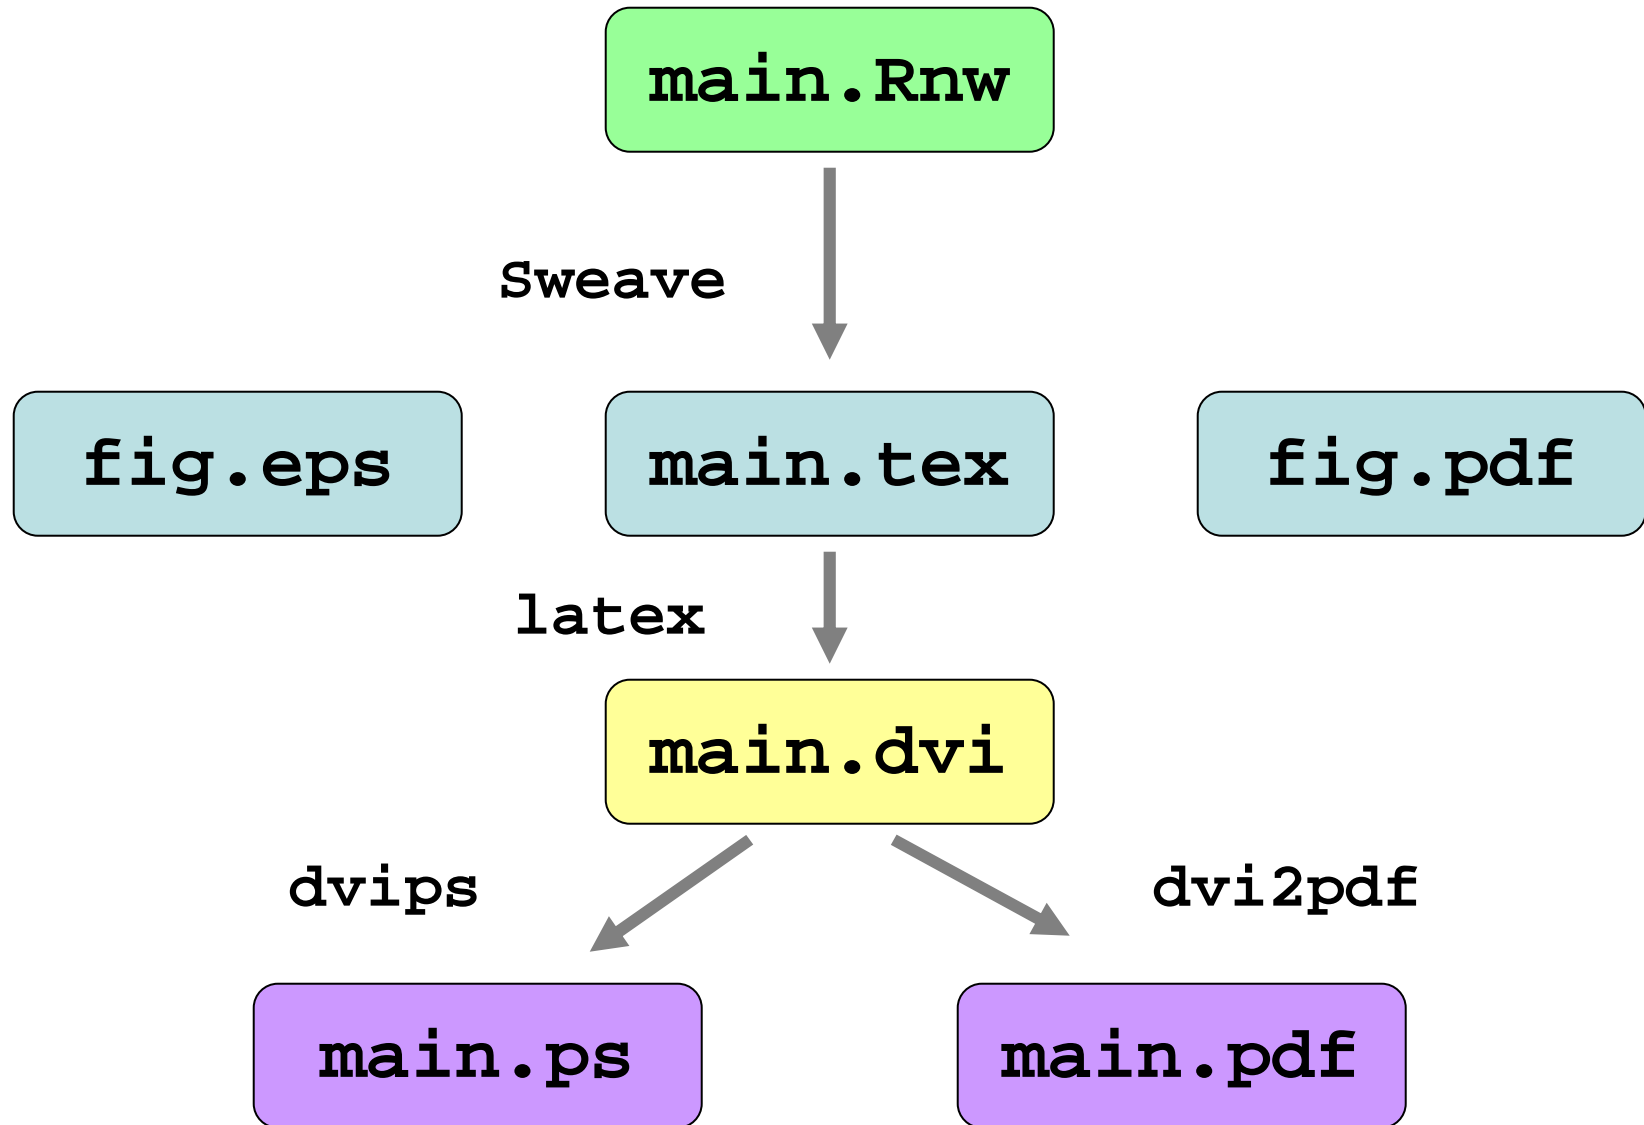 main.Rnw
Sweave
fig.eps
main.tex
fig.pdf
latex
main.dvi
dvips
dvi2pdf
main.ps
main.pdf